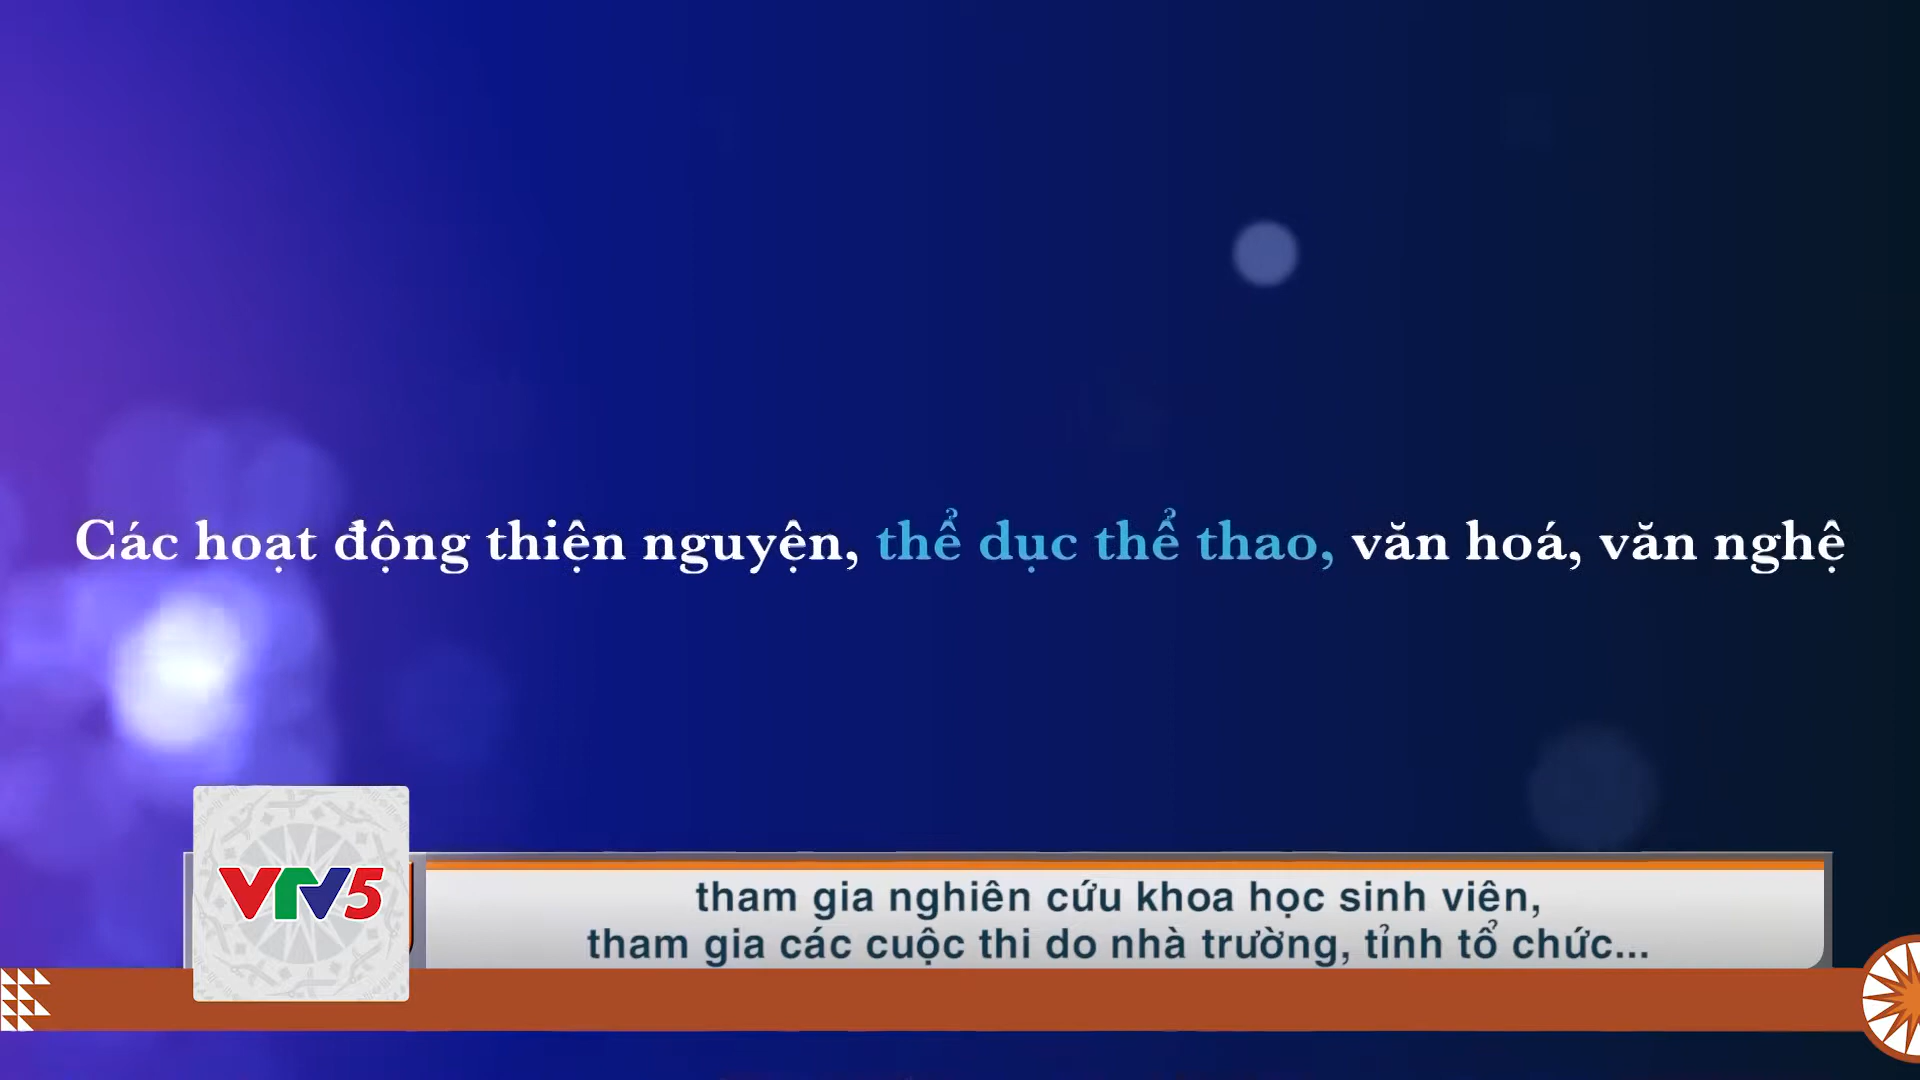 Các hoạt động thiện nguyện, thể dục thể thao, văn hoá, văn nghệ
VTV5
tham gia nghiên cứu khoa học sinh viên,
tham gia các cuộc thi do nhà trường, tỉnh tổ chức...